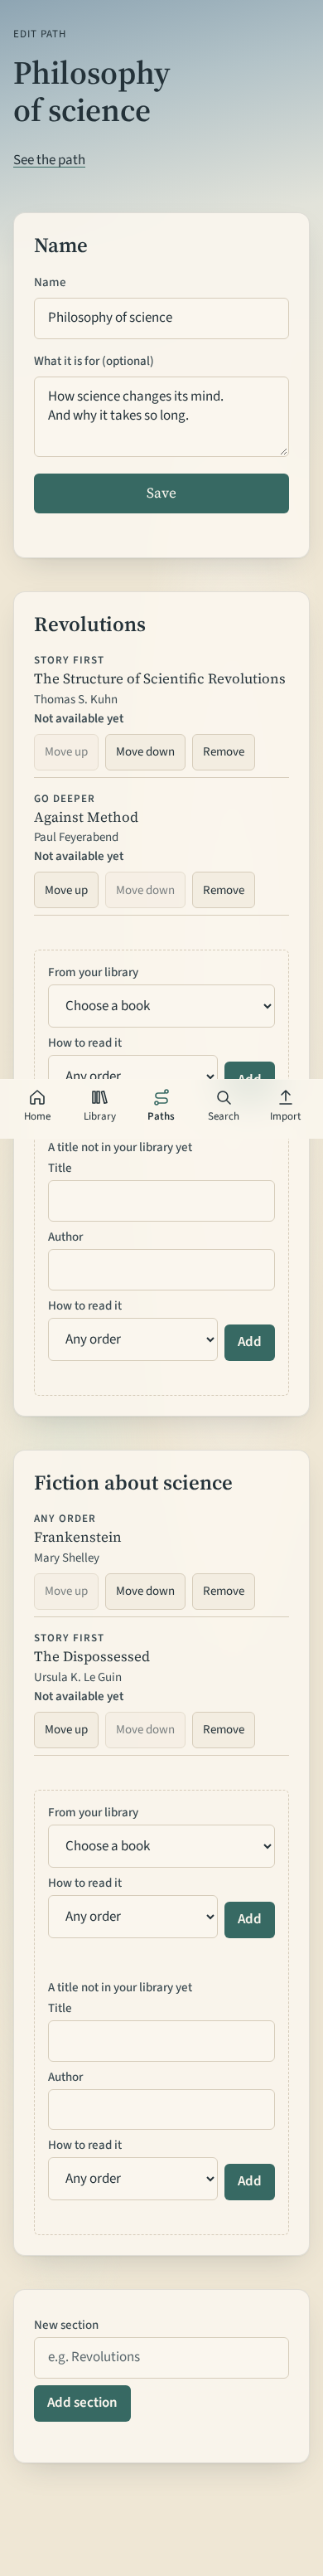 EDIT PATH
Philosophy
of science
See the path
Name
Name
Philosophy of science
What it is for (optional)
How science changes its mind.
And why it takes so long.
Save
Revolutions
STORY FIRST
The Structure of Scientific Revolutions
Thomas S. Kuhn
Not available yet
Move up Move down Remove
GO DEEPER
Against Method
Paul Feyerabend
Not available yet
Move up Move down Remove
From your library
Choose a book
How to read it
Any order Add
Home Library Paths Search Import
A title not in your library yet
Title
Author
How to read it
Any order Add
Fiction about science
ANY ORDER
Frankenstein
Mary Shelley
Move up Move down Remove
STORY FIRST
The Dispossessed
Ursula K. Le Guin
Not available yet
Move up Move down Remove
From your library
Choose a book
How to read it
Any order Add
A title not in your library yet
Title
Author
How to read it
Any order Add
New section
e.g. Revolutions
Add section